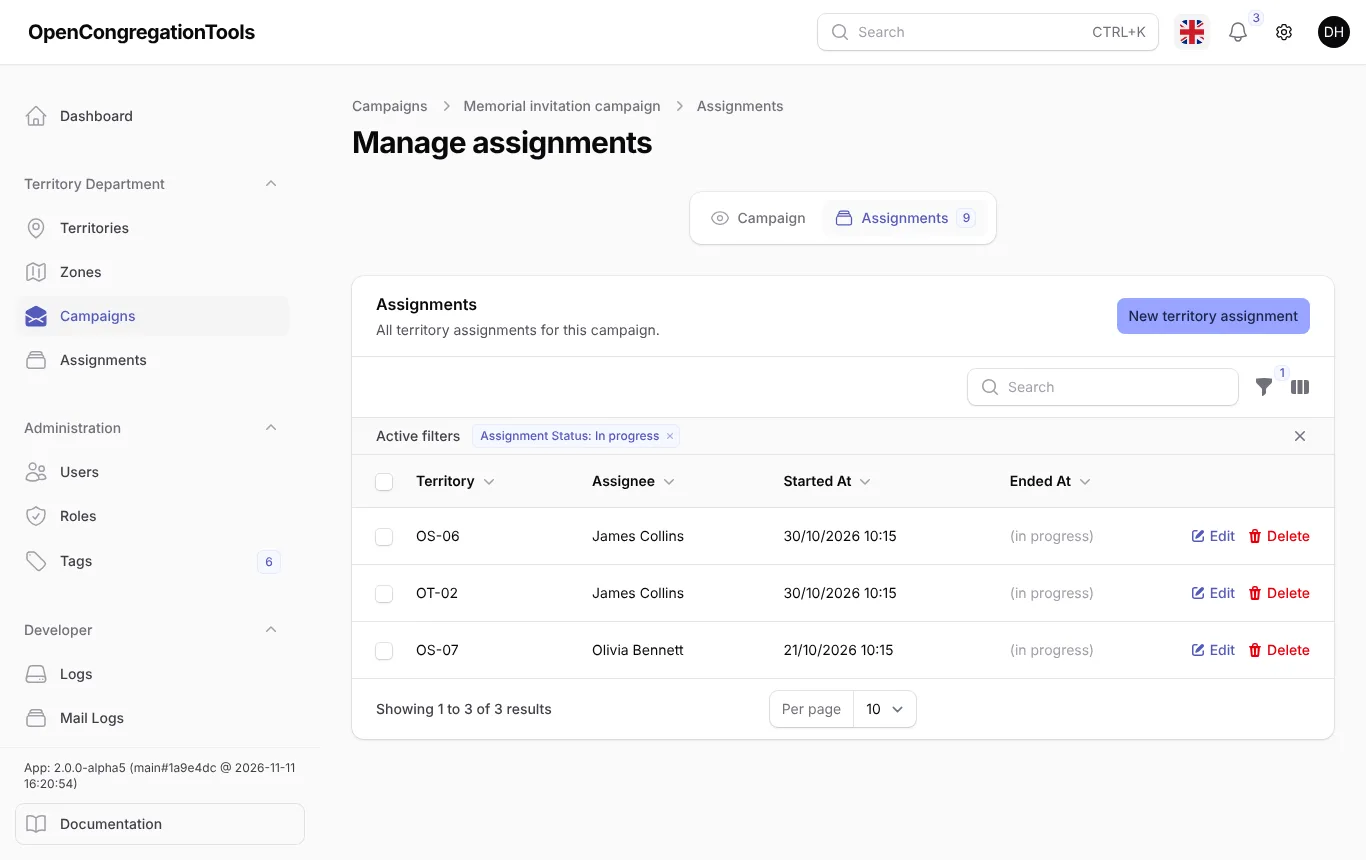 OpenCongregationTools
Search CTRL+K
3
DH
Dashboard
Territory Department
Territories
Zones
Campaigns
Assignments
Administration
Users
Roles
Tags 6
Developer
Logs
Mail Logs
App: 2.0.0-alpha5 (main#1a9e4dc @ 2026-11-11
16:20:54)
Documentation
Campaigns Memorial invitation campaign Assignments
Manage assignments
Campaign Assignments 9
Assignments
All territory assignments for this campaign.
New territory assignment
Search 1
Active filters Assignment Status: In progress
Territory Assignee Started At Ended At
OS-06 James Collins 30/10/2026 10:15 (in progress) Edit Delete
OT-02 James Collins 30/10/2026 10:15 (in progress) Edit Delete
OS-07 Olivia Bennett 21/10/2026 10:15 (in progress) Edit Delete
Showing 1 to 3 of 3 results Per page 10